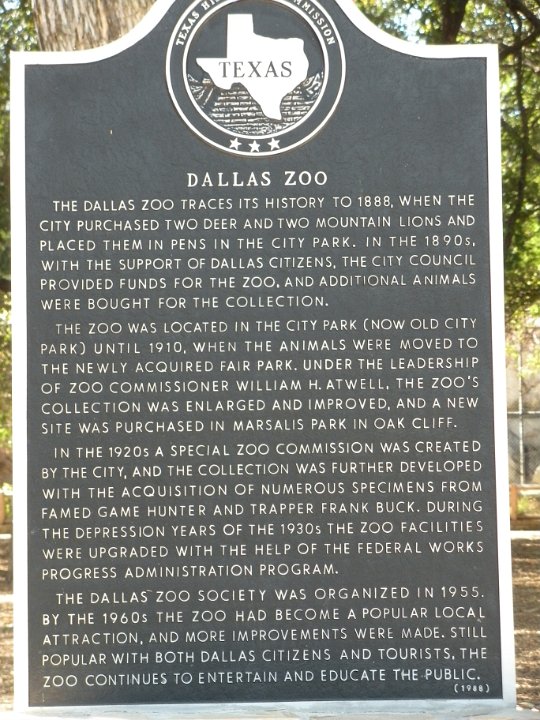 TEXAS
TEXAS
DALLAS ZOO
THE DALLAS ZOO TRACES ITS HISTORY TO 1888, WHEN THE
CITY PURCHASED TWO DEER AND TWO MOUNTAIN LIONS AND
PLACED THEM IN PENS IN THE CITY PARK. IN THE 1890s,
WITH THE SUPPORT OF DALLAS CITIZENS, THE CITY COUNCIL
PROVIDED FUNDS FOR THE ZOO, AND ADDITIONAL ANIMALS
WERE BOUGHT FOR THE COLLECTION.
THE ZOO WAS LOCATED IN THE CITY PARK (NOW OLD CITY
PARK) UNTIL 1910, WHEN THE ANIMALS WERE MOVED TO
THE NEWLY ACQUIRED FAIR PARK. UNDER THE LEADERSHIP
OF ZOO COMMISSIONER WILLIAM H. ATWELL, THE ZOO'S
COLLECTION WAS ENLARGED AND IMPROVED, AND A NEW
SITE WAS PURCHASED IN MARSALIS PARK IN OAK CLIFF.
IN THE 1920s A SPECIAL ZOO COMMISSION WAS CREATED
BY THE CITY, AND THE COLLECTION WAS FURTHER DEVELOPED
WITH THE ACQUISITION OF NUMEROUS SPECIMENS FROM
FAMED GAME HUNTER AND TRAPPER FRANK BUCK. DURING
THE DEPRESSION YEARS OF THE 1930s THE ZOO FACILITIES
WERE UPGRADED WITH THE HELP OF THE FEDERAL WORKS
PROGRESS ADMINISTRATION PROGRAM.
THE DALLAS ZOO SOCIETY WAS ORGANIZED IN 1955.
BY THE 1960s THE ZOO HAD BECOME A POPULAR LOCAL
ATTRACTION, AND MORE IMPROVEMENTS WERE MADE. STILL
POPULAR WITH BOTH DALLAS CITIZENS AND TOURISTS, THE
ZOO CONTINUES TO ENTERTAIN AND EDUCATE THE PUBLIC.
(1988)